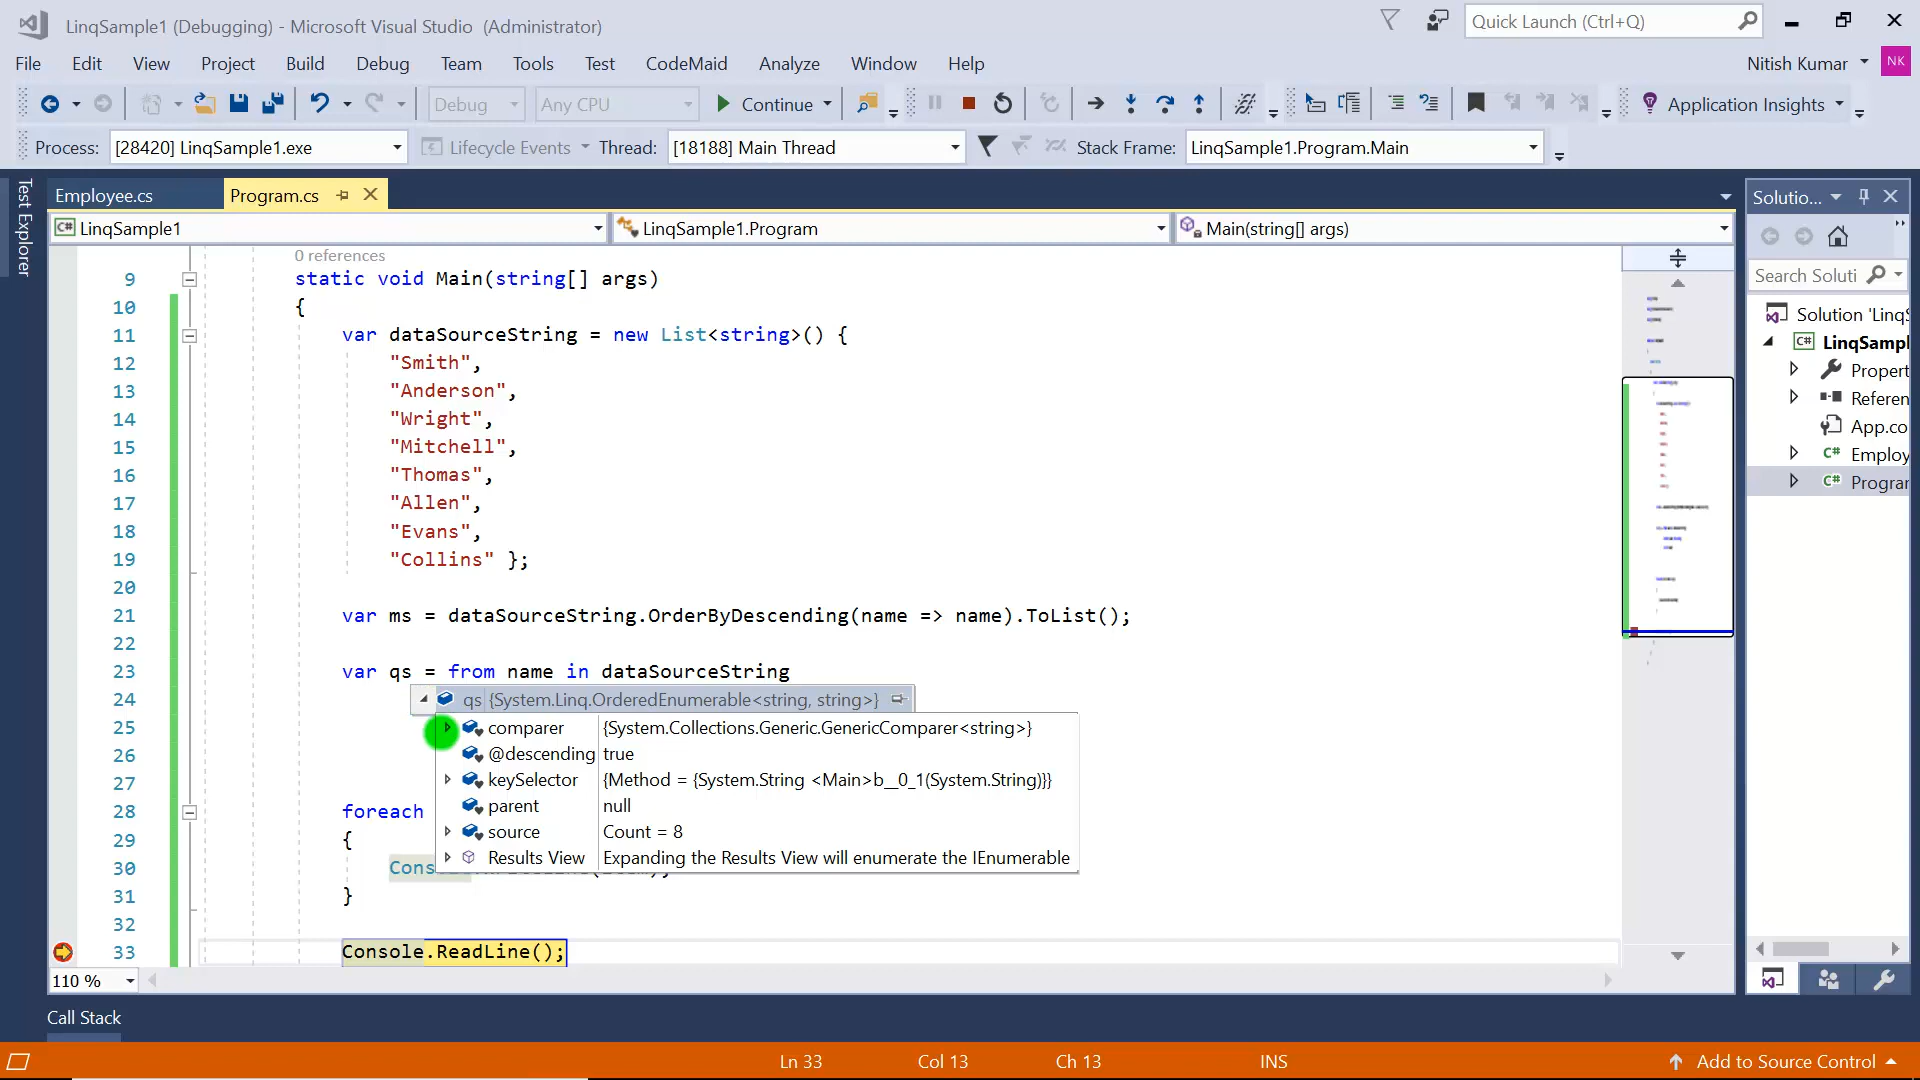 LinqSample1 (Debugging) - Microsoft Visual Studio (Administrator)
Quick Launch (Ctrl+Q)
File Edit View Project Build Debug Team Tools Test CodeMaid Analyze Window Help
Nitish Kumar NK
Debug Any CPU Continue Application Insights
Process: [28420] LinqSample1.exe Lifecycle Events Thread: [18188] Main Thread Stack Frame: LinqSample1.Program.Main
Test Explorer
Employee.cs Program.cs
Solutio...
LinqSample1 LinqSample1.Program Main(string[] args)
Search Soluti
0 references
9 static void Main(string[] args)
10 {
11 var dataSourceString = new List<string>() {
12 "Smith",
13 "Anderson",
14 "Wright",
15 "Mitchell",
16 "Thomas",
17 "Allen",
18 "Evans",
19 "Collins" };
20
21 var ms = dataSourceString.OrderByDescending(name => name).ToList();
22
23 var qs = from name in dataSourceString
24
25
26
27
28 foreach
29 {
30 Cons
31 }
32
33 Console.ReadLine();
qs {System.Linq.OrderedEnumerable<string, string>}
comparer {System.Collections.Generic.GenericComparer<string>}
@descending true
keySelector {Method = {System.String <Main>b__0_1(System.String)}}
parent null
source Count = 8
Results View Expanding the Results View will enumerate the IEnumerable
Solution 'LinqS
C# LinqSampl
Propert
Referen
App.co
C# Employ
C# Program
110 %
Call Stack
Ln 33 Col 13 Ch 13 INS Add to Source Control